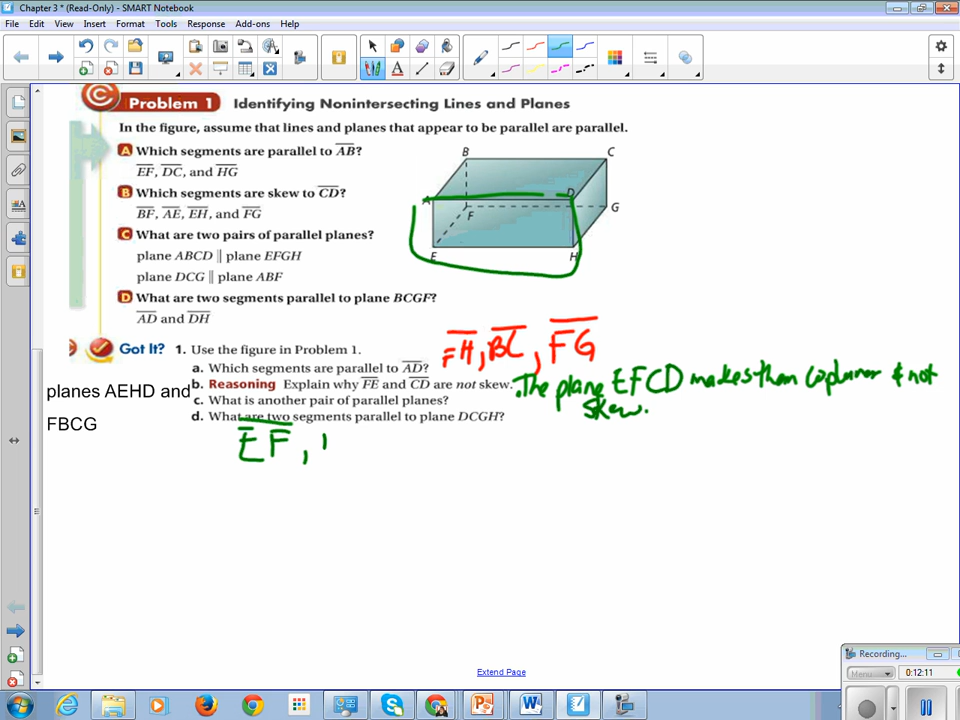 Chapter 3 * (Read-Only) - SMART Notebook
File Edit View Insert Format Tools Response Add-ons Help
C Problem 1 Identifying Nonintersecting Lines and Planes
In the figure, assume that lines and planes that appear to be parallel are parallel.
A Which segments are parallel to AB?
EF, DC, and HG
B Which segments are skew to CD?
BF, AE, EH, and FG
C What are two pairs of parallel planes?
plane ABCD || plane EFGH
plane DCG || plane ABF
D What are two segments parallel to plane BCGF?
AD and DH
B C
A D
F G
E H
EH, BC, FG
Got It? 1. Use the figure in Problem 1.
a. Which segments are parallel to AD?
b. Reasoning Explain why FE and CD are not skew.
.The plane EFCD makes than coplaner & not
skew.
c. What is another pair of parallel planes?
d. What are two segments parallel to plane DCGH?
planes AEHD and
FBCG
EF, 
Extend Page
Recording...
Menu
0:12:11